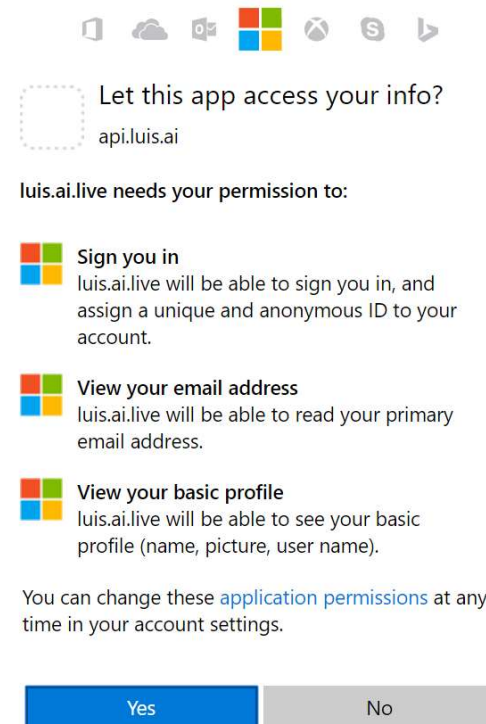 Let this app access your info?
api.luis.ai
luis.ai.live needs your permission to:
Sign you in
luis.ai.live will be able to sign you in, and
assign a unique and anonymous ID to your
account.
View your email address
luis.ai.live will be able to read your primary
email address.
View your basic profile
luis.ai.live will be able to see your basic
profile (name, picture, user name).
You can change these application permissions at any
time in your account settings.
Yes
No